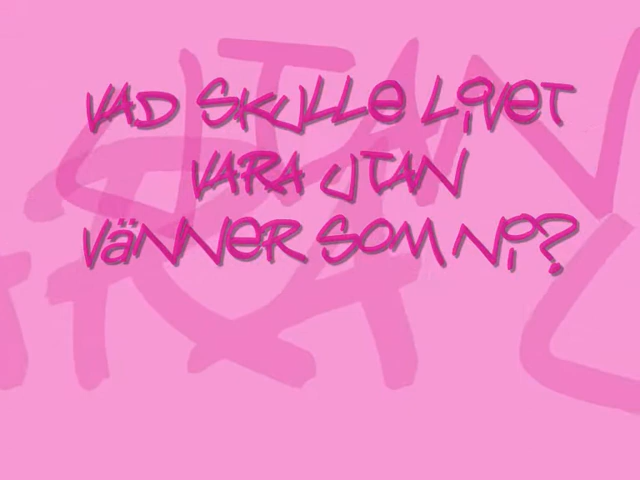 VAD SKULLE LIVET
VARA UTAN
VÄNNER SOM NI?